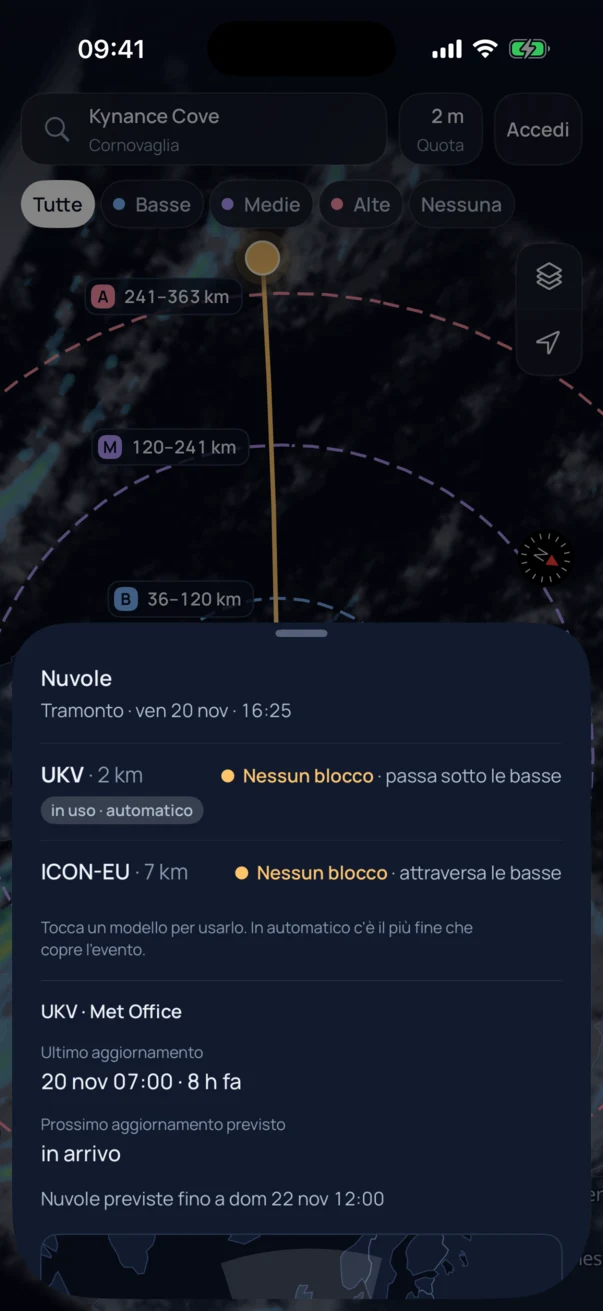 09:41
Kynance Cove
Cornovaglia
2 m
Quota
Accedi
Tutte
Basse
Medie
Alte
Nessuna
A 241–363 km
M 120–241 km
N
B 36–120 km
Nuvole
Tramonto · ven 20 nov · 16:25
UKV · 2 km
Nessun blocco · passa sotto le basse
in uso · automatico
ICON-EU · 7 km
Nessun blocco · attraversa le basse
Tocca un modello per usarlo. In automatico c'è il più fine che
copre l'evento.
UKV · Met Office
Ultimo aggiornamento
20 nov 07:00 · 8 h fa
Prossimo aggiornamento previsto
in arrivo
Nuvole previste fino a dom 22 nov 12:00